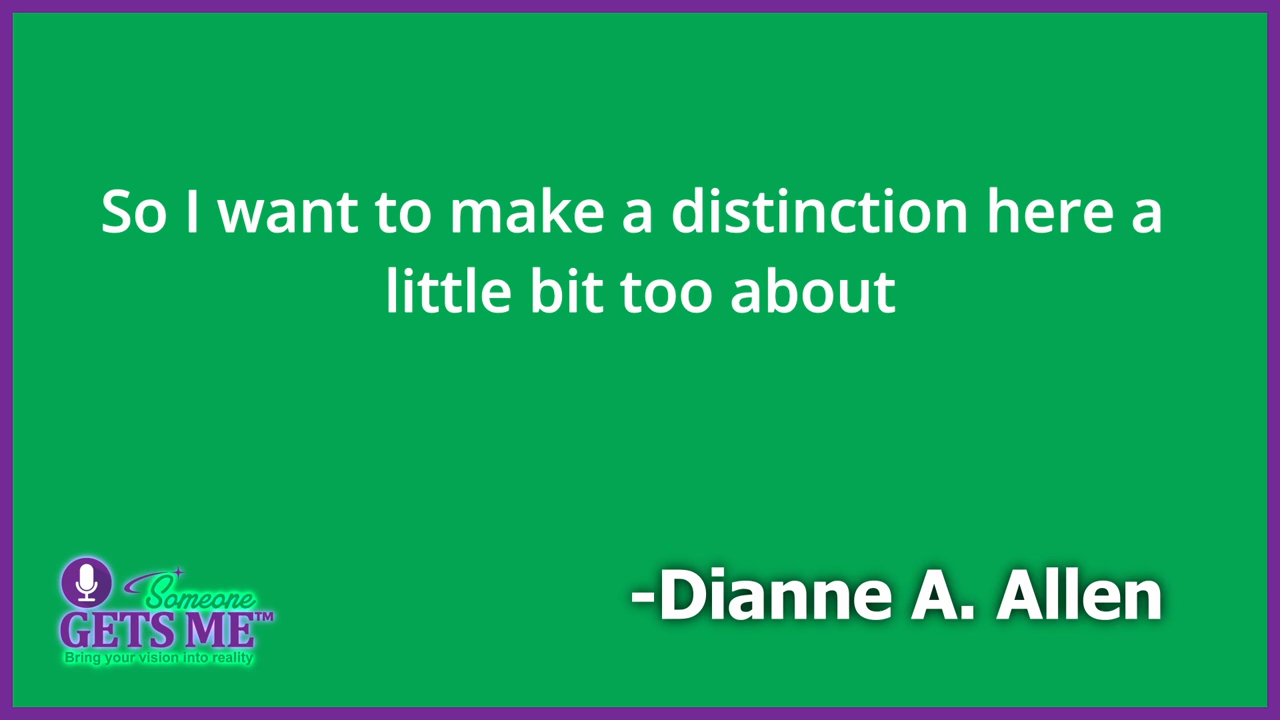 So I want to make a distinction here a
little bit too about
-Dianne A. Allen
Someone
GETS ME™
Bring your vision into reality